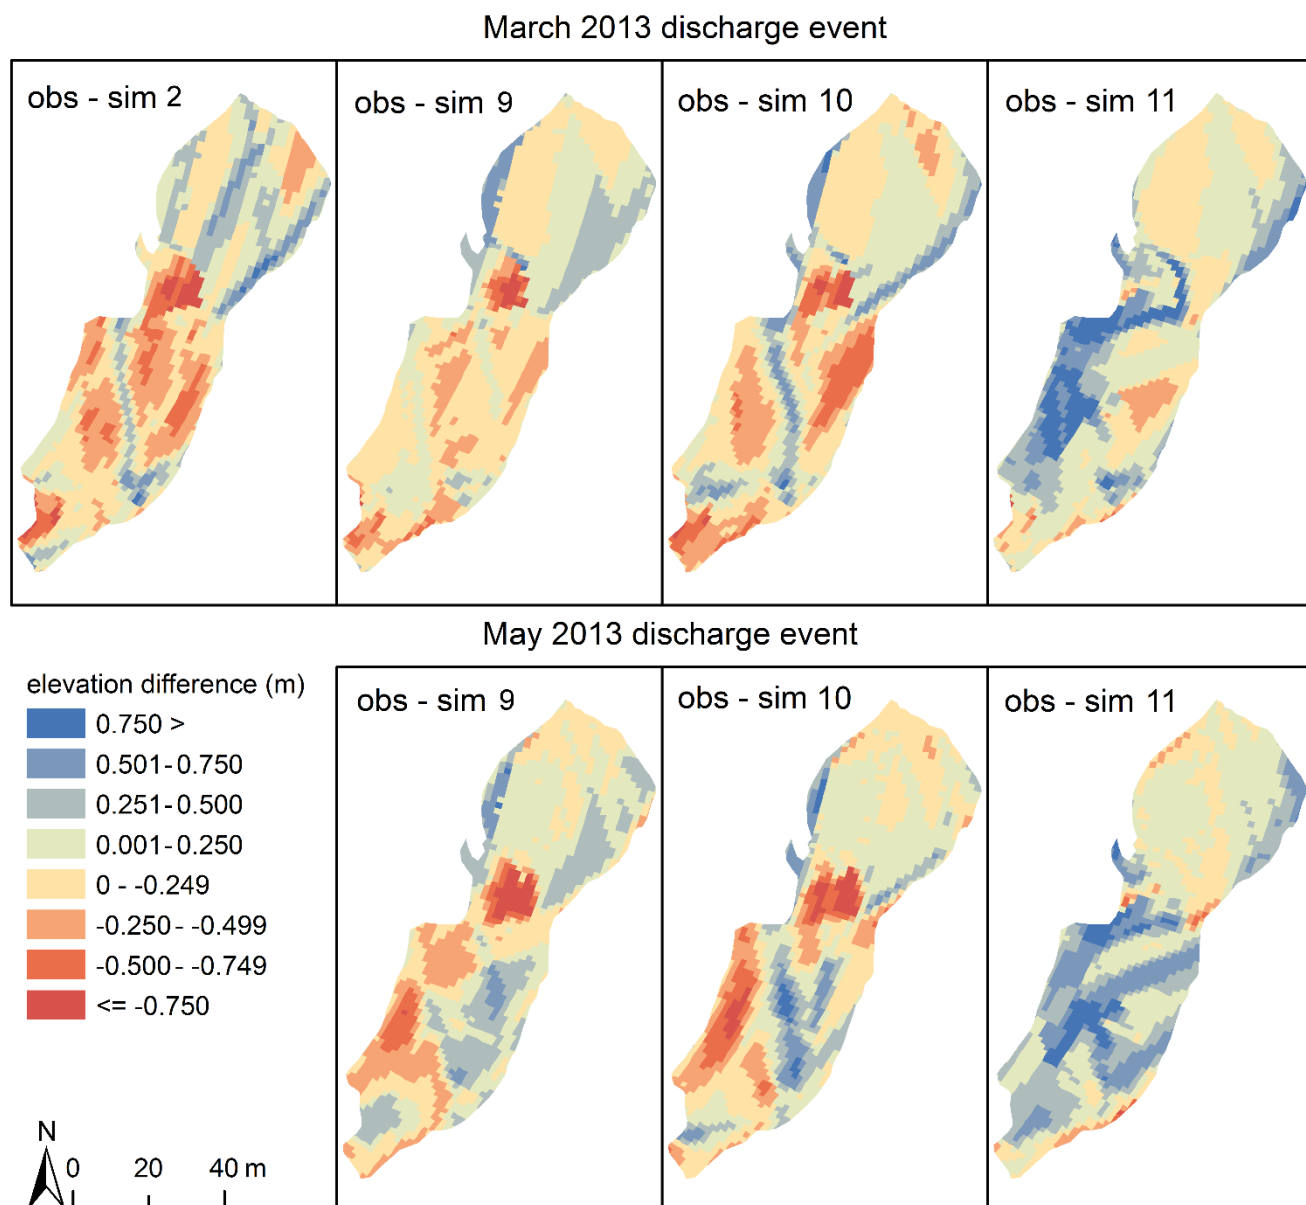 March 2013 discharge event
obs - sim 2
obs - sim 9
obs - sim 10
obs - sim 11
May 2013 discharge event
elevation difference (m)
0.750 >
0.501-0.750
0.251-0.500
0.001-0.250
0 - -0.249
-0.250 - -0.499
-0.500 - -0.749
<= -0.750
obs - sim 9
obs - sim 10
obs - sim 11
N
0 20 40 m